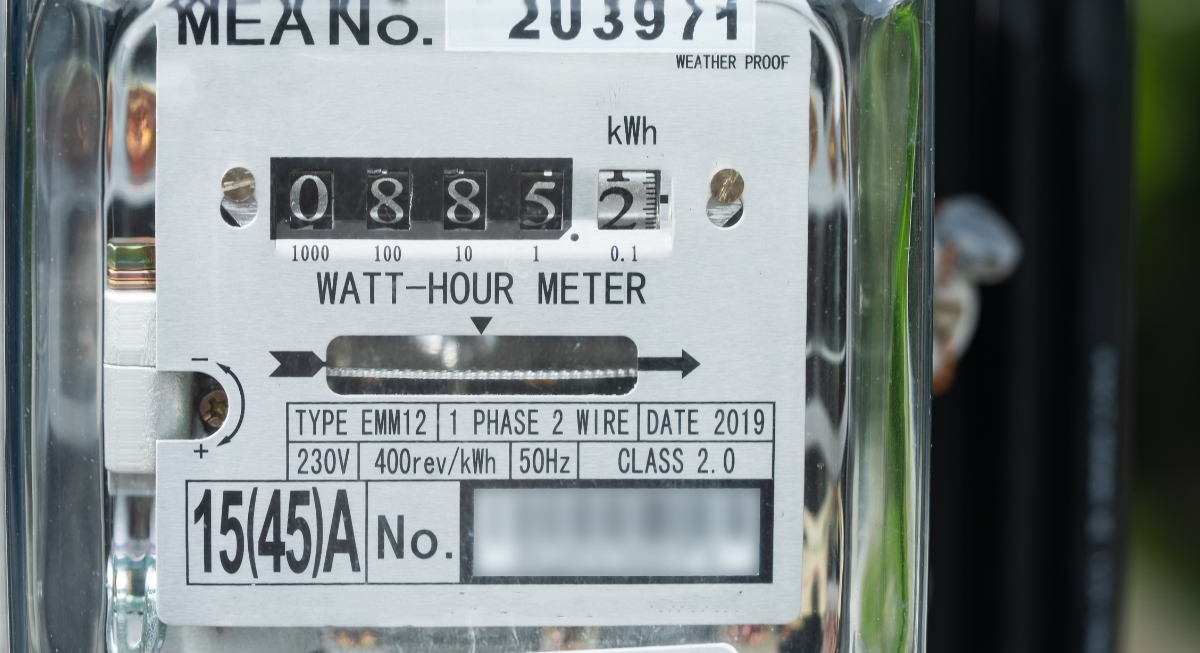 MEA No. 203971
WEATHER PROOF
kWh
0 8 8 5 2
1000 100 10 1 0.1
WATT-HOUR METER
−
TYPE EMM12 1 PHASE 2 WIRE DATE 2019
+
230V 400rev/kWh 50Hz CLASS 2.0
15(45)A No.